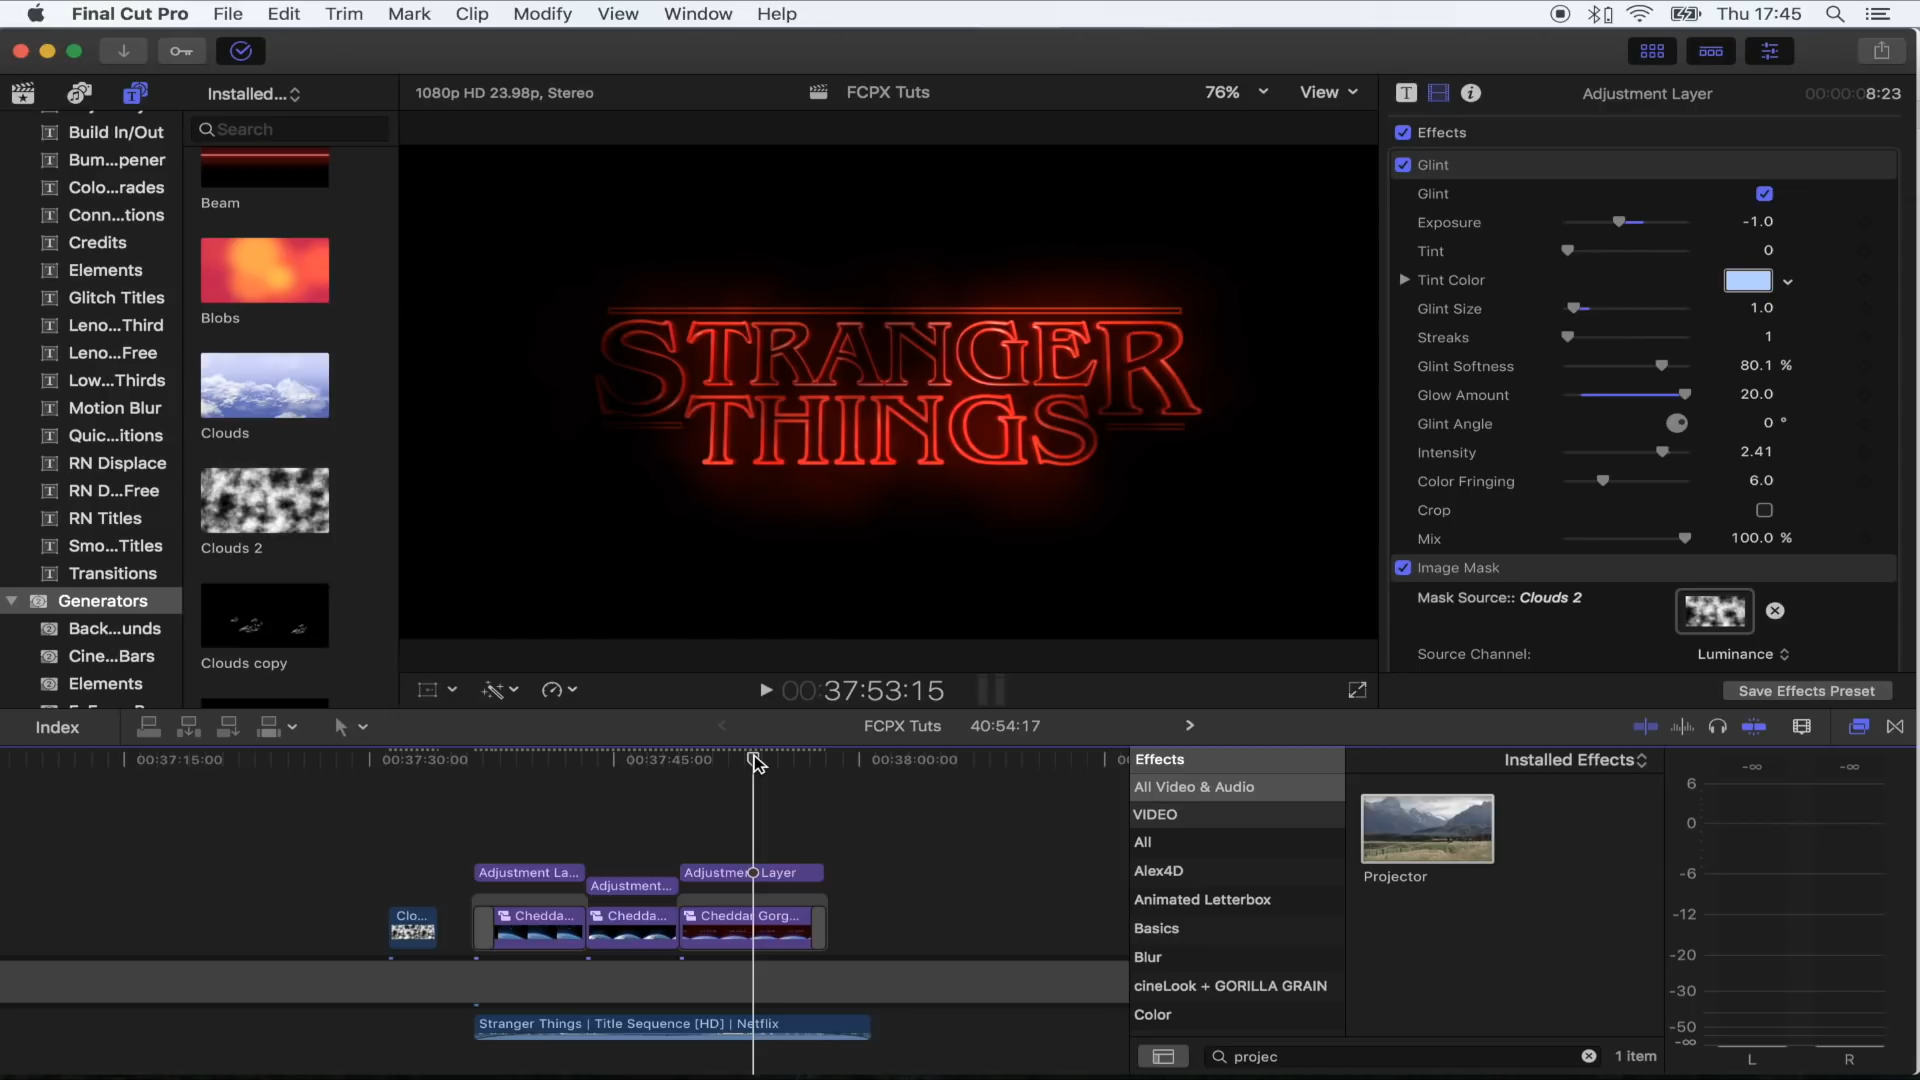 Final Cut Pro File Edit Trim Mark Clip Modify View Window Help Thu 17:45
Installed...
1080p HD 23.98p, Stereo
FCPX Tuts
76%
View
Adjustment Layer
00:00:08:23
Search
Build In/Out
Bum...pener
Colo...rades
Conn...tions
Credits
Elements
Glitch Titles
Leno...Third
Leno...Free
Low...Thirds
Motion Blur
Quic...itions
RN Displace
RN D...Free
RN Titles
Smo...Titles
Transitions
Generators
Back...unds
Cine...Bars
Elements
Beam
Blobs
Clouds
Clouds 2
Clouds copy
STRANGER
THINGS
Effects
Glint
Glint
Exposure -1.0
Tint 0
Tint Color
Glint Size 1.0
Streaks 1
Glint Softness 80.1 %
Glow Amount 20.0
Glint Angle 0 °
Intensity 2.41
Color Fringing 6.0
Crop
Mix 100.0 %
Image Mask
Mask Source:: Clouds 2
Source Channel: Luminance
Save Effects Preset
00:37:53:15
Index
FCPX Tuts 40:54:17
00:37:15:00 00:37:30:00 00:37:45:00 00:38:00:00
Adjustment La...
Adjustment...
Adjustment Layer
Clo...
Chedda...
Chedda...
Cheddar Gorg...
Stranger Things | Title Sequence [HD] | Netflix
Effects
All Video & Audio
VIDEO
All
Alex4D
Animated Letterbox
Basics
Blur
cineLook + GORILLA GRAIN
Color
Installed Effects
Projector
projec
1 item
-∞ -∞
6
0
-6
-12
-20
-30
-50
-∞
L R